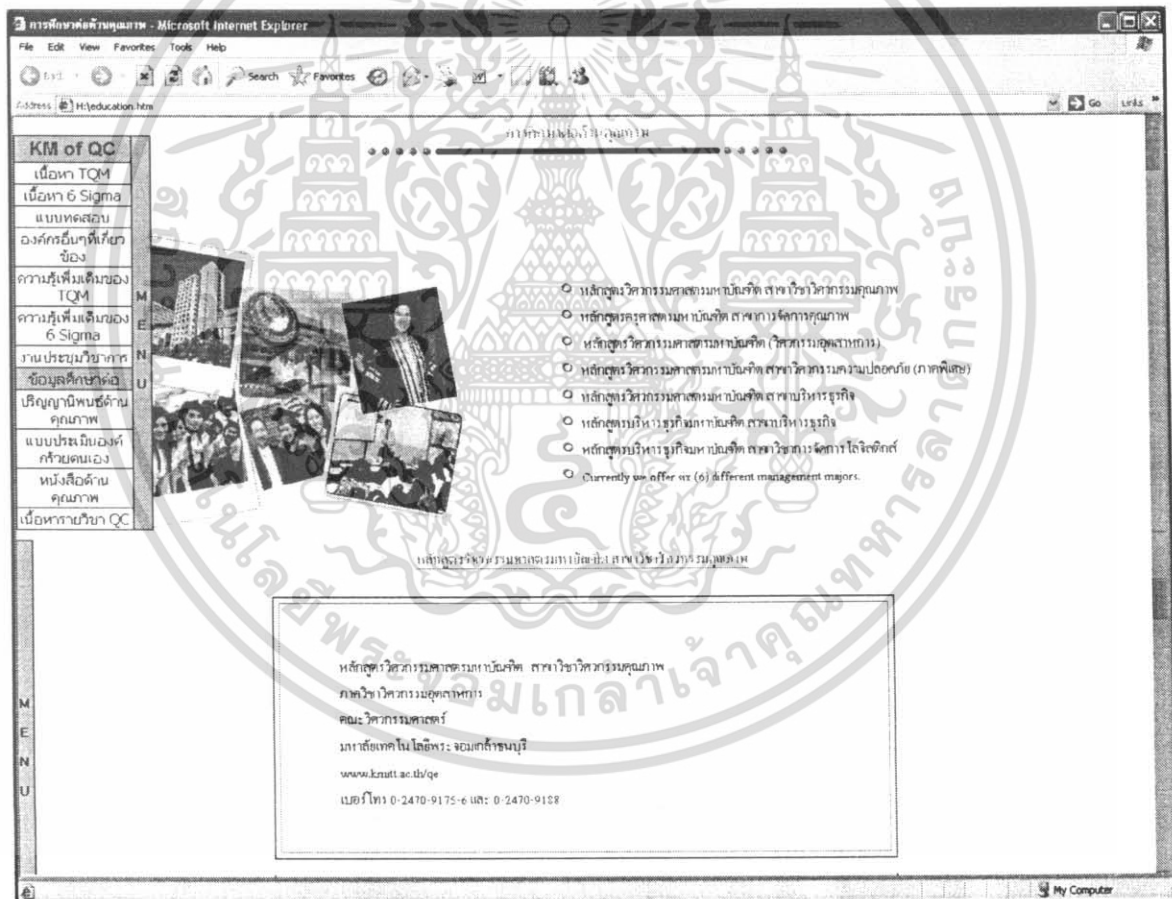 การศึกษาต่อด้านคุณภาพ - Microsoft Internet Explorer
File Edit View Favorites Tools Help
Search Favorites
Address H:\education.htm Go Links
การศึกษาต่อด้านคุณภาพ
KM of QC
เนื้อหา TQM
เนื้อหา 6 Sigma
แบบทดสอบ
องค์กรอื่นๆที่เกี่ยว
ข้อง
ความรู้เพิ่มเติมของ
TQM
ความรู้เพิ่มเติมของ
6 Sigma
งานประชุมวิชาการ
ข้อมูลศึกษาต่อ
ปริญญานิพนธ์ด้าน
คุณภาพ
แบบประเมินองค์
กรด้วยตนเอง
หนังสือด้าน
คุณภาพ
เนื้อหารายวิชา QC
M
E
N
U
หลักสูตรวิศวกรรมศาสตรมหาบัณฑิต สาขาวิชาวิศวกรรมคุณภาพ
หลักสูตรครุศาสตรมหาบัณฑิต สาขาการจัดการคุณภาพ
หลักสูตรวิศวกรรมศาสตรมหาบัณฑิต (วิศวกรรมอุตสาหการ)
หลักสูตรวิศวกรรมศาสตรมหาบัณฑิต สาขาวิศวกรรมความปลอดภัย (ภาคพิเศษ)
หลักสูตรวิศวกรรมศาสตรมหาบัณฑิต สาขาบริหารธุรกิจ
หลักสูตรบริหารธุรกิจมหาบัณฑิต สาขาบริหารธุรกิจ
หลักสูตรบริหารธุรกิจมหาบัณฑิต สาขาวิชาการจัดการโลจิสติกส์
Currently we offer six (6) different management majors.
หลักสูตรวิศวกรรมศาสตรมหาบัณฑิต สาขาวิชาวิศวกรรมคุณภาพ
หลักสูตรวิศวกรรมศาสตรมหาบัณฑิต สาขาวิชาวิศวกรรมคุณภาพ
ภาควิชาวิศวกรรมอุตสาหการ
คณะวิศวกรรมศาสตร์
มหาลัยเทคโนโลยีพระจอมเกล้าธนบุรี
www.kmutt.ac.th/qe
เบอร์โทร 0-2470-9175-6 และ 0-2470-9188
M
E
N
U
My Computer